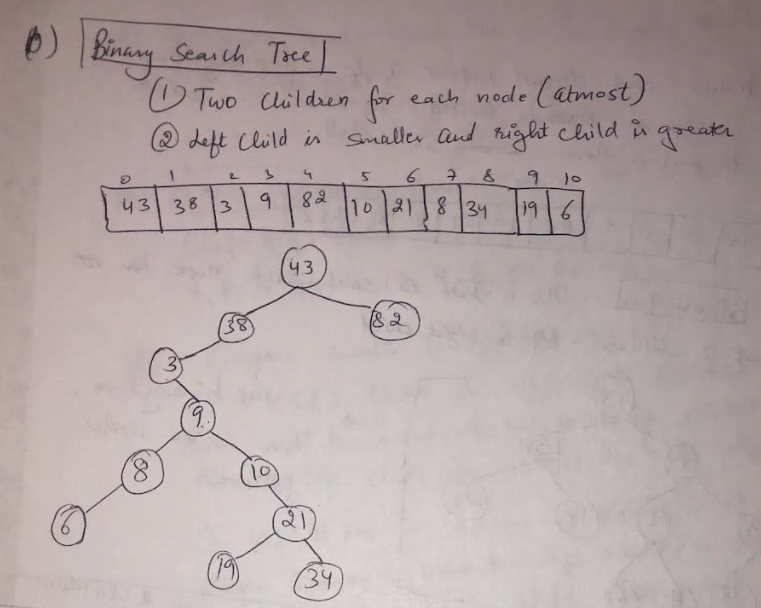 b) Binary Search Tree
(1) Two Children for each node (atmost)
(2) Left Child is smaller and right child is greater
0 1 2 3 4 5 6 7 8 9 10
43 38 3 9 82 10 21 8 34 19 6
43
38 82
3
9
8 10
6 21
19 34